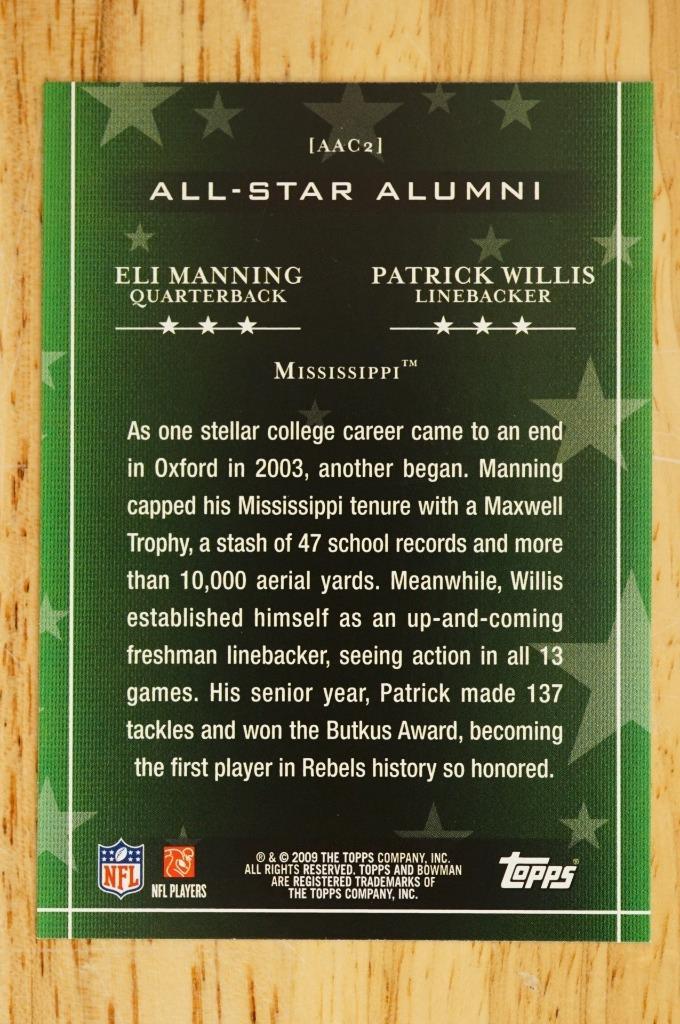 [AAC2]
ALL-STAR ALUMNI
ELI MANNING
QUARTERBACK
PATRICK WILLIS
LINEBACKER
MISSISSIPPI™
As one stellar college career came to an end
in Oxford in 2003, another began. Manning
capped his Mississippi tenure with a Maxwell
Trophy, a stash of 47 school records and more
than 10,000 aerial yards. Meanwhile, Willis
established himself as an up-and-coming
freshman linebacker, seeing action in all 13
games. His senior year, Patrick made 137
tackles and won the Butkus Award, becoming
the first player in Rebels history so honored.
NFL
NFL PLAYERS
® & © 2009 THE TOPPS COMPANY, INC.
ALL RIGHTS RESERVED. TOPPS AND BOWMAN
ARE REGISTERED TRADEMARKS OF
THE TOPPS COMPANY, INC.
topps®